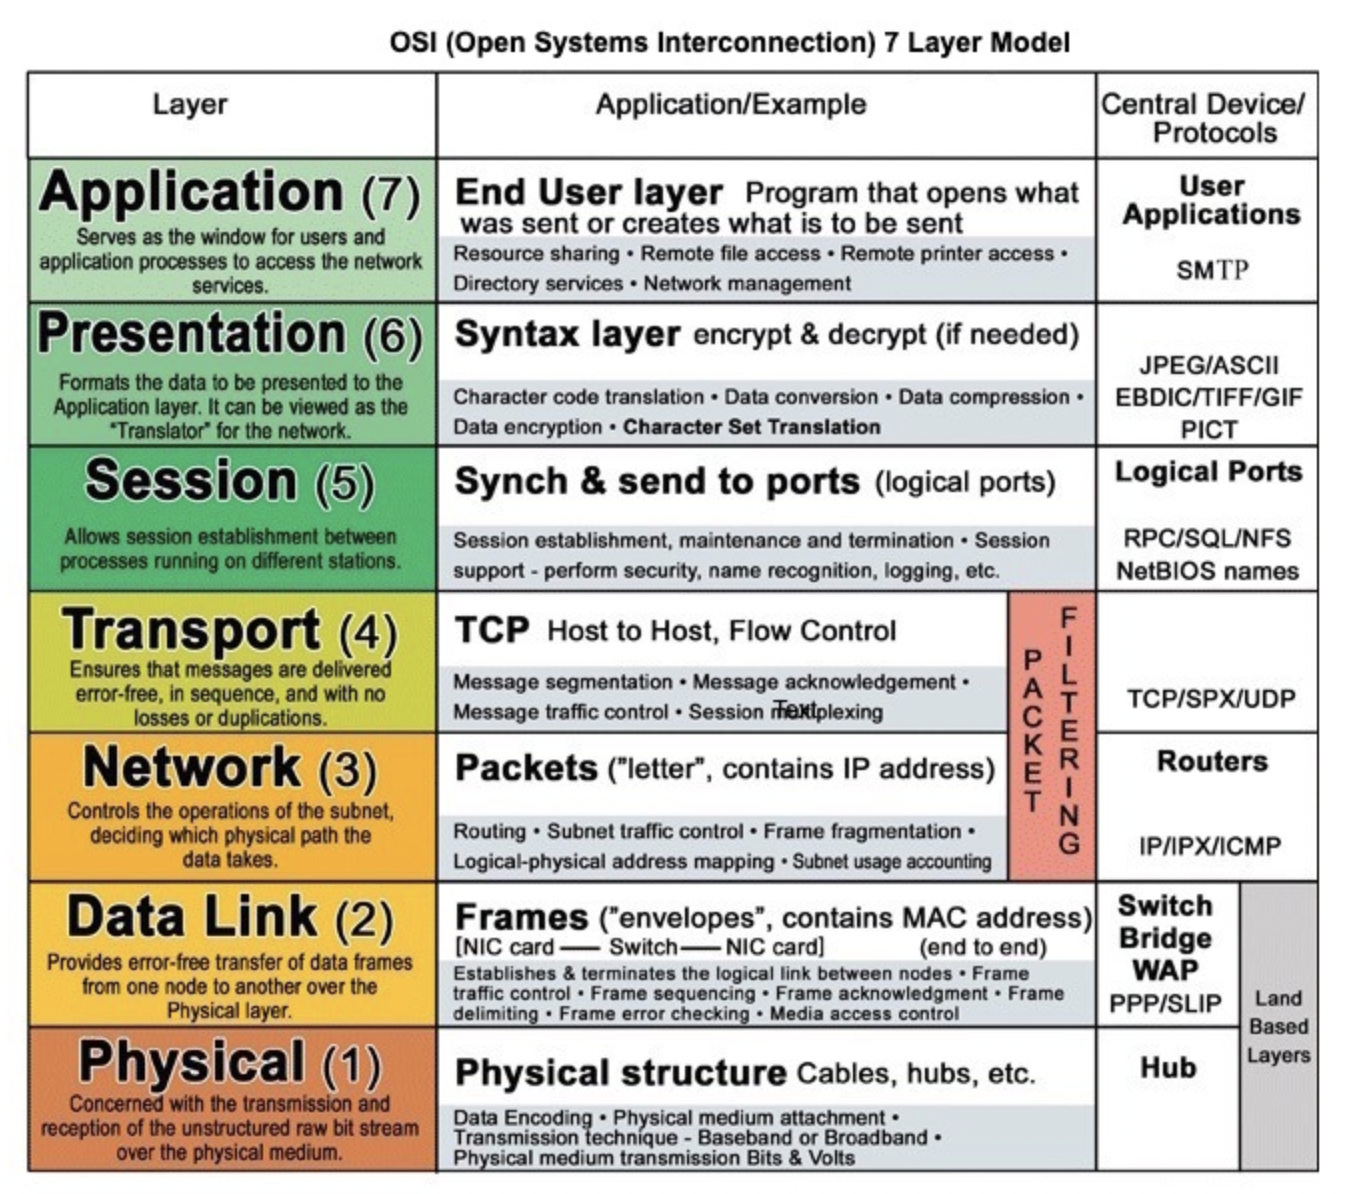 OSI (Open Systems Interconnection) 7 Layer Model
Layer
Application/Example
Central Device/
Protocols
Application (7)
Serves as the window for users and
application processes to access the network
services.
End User layer Program that opens what
was sent or creates what is to be sent
Resource sharing • Remote file access • Remote printer access •
Directory services • Network management
User
Applications
SMTP
Presentation (6)
Formats the data to be presented to the
Application layer. It can be viewed as the
"Translator" for the network.
Syntax layer encrypt & decrypt (if needed)
Character code translation • Data conversion • Data compression •
Data encryption • Character Set Translation
JPEG/ASCII
EBDIC/TIFF/GIF
PICT
Session (5)
Allows session establishment between
processes running on different stations.
Synch & send to ports (logical ports)
Session establishment, maintenance and termination • Session
support - perform security, name recognition, logging, etc.
Logical Ports
RPC/SQL/NFS
NetBIOS names
Transport (4)
Ensures that messages are delivered
error-free, in sequence, and with no
losses or duplications.
TCP Host to Host, Flow Control
Message segmentation • Message acknowledgement •
Message traffic control • Session multiplexing
Text
PACKET
FILTERING
TCP/SPX/UDP
Network (3)
Controls the operations of the subnet,
deciding which physical path the
data takes.
Packets ("letter", contains IP address)
Routing • Subnet traffic control • Frame fragmentation •
Logical-physical address mapping • Subnet usage accounting
Routers
IP/IPX/ICMP
Data Link (2)
Provides error-free transfer of data frames
from one node to another over the
Physical layer.
Frames ("envelopes", contains MAC address)
[NIC card — Switch — NIC card] (end to end)
Establishes & terminates the logical link between nodes • Frame
traffic control • Frame sequencing • Frame acknowledgment • Frame
delimiting • Frame error checking • Media access control
Switch
Bridge
WAP
PPP/SLIP
Land
Based
Layers
Physical (1)
Concerned with the transmission and
reception of the unstructured raw bit stream
over the physical medium.
Physical structure Cables, hubs, etc.
Data Encoding • Physical medium attachment •
Transmission technique - Baseband or Broadband •
Physical medium transmission Bits & Volts
Hub